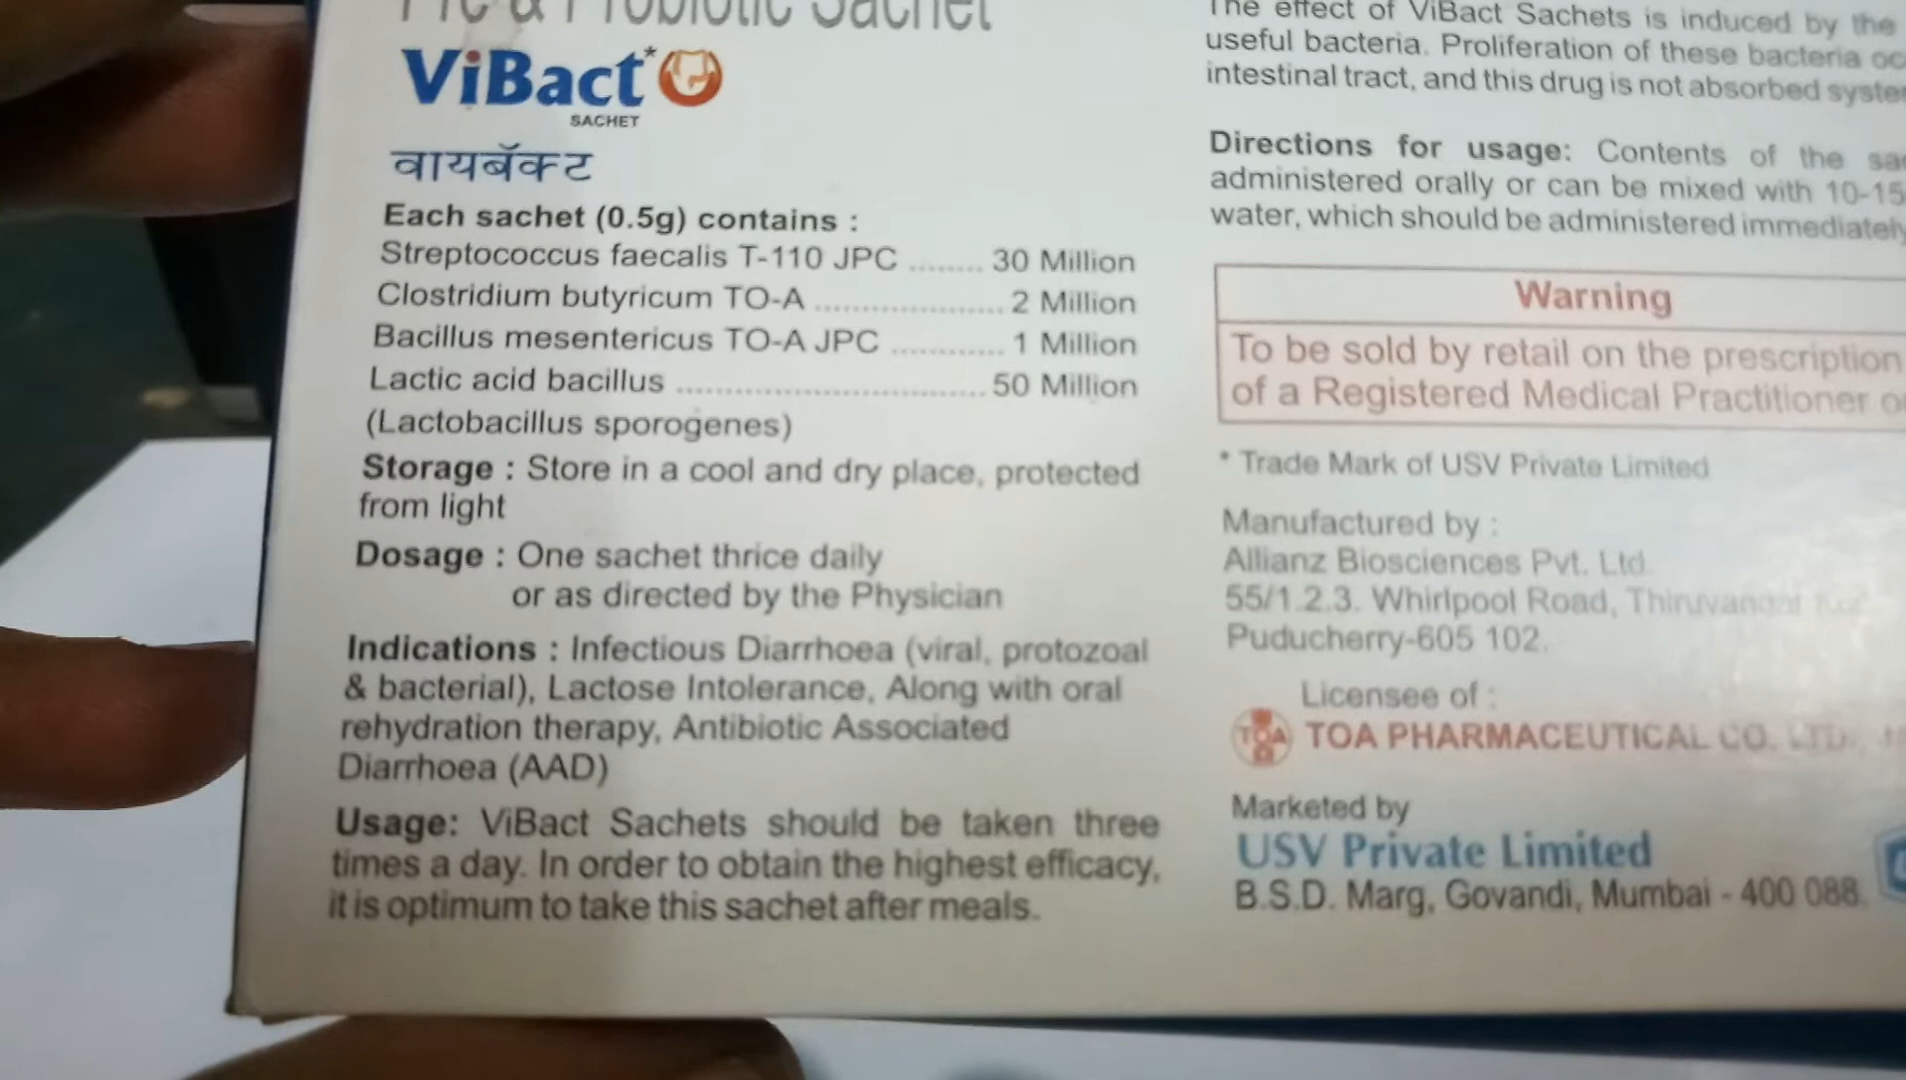 Pre & Probiotic Sachet
ViBact*
SACHET
वायबॅक्ट
Each sachet (0.5g) contains :
Streptococcus faecalis T-110 JPC ........ 30 Million
Clostridium butyricum TO-A .................... 2 Million
Bacillus mesentericus TO-A JPC ............ 1 Million
Lactic acid bacillus ................................. 50 Million
(Lactobacillus sporogenes)
Storage : Store in a cool and dry place, protected
from light
Dosage : One sachet thrice daily
or as directed by the Physician
Indications : Infectious Diarrhoea (viral, protozoal
& bacterial), Lactose Intolerance, Along with oral
rehydration therapy, Antibiotic Associated
Diarrhoea (AAD)
Usage: ViBact Sachets should be taken three
times a day. In order to obtain the highest efficacy,
it is optimum to take this sachet after meals.
The effect of ViBact Sachets is induced by the
useful bacteria. Proliferation of these bacteria
intestinal tract, and this drug is not absorbed
Directions for usage: Contents of the
administered orally or can be mixed with 10-15
water, which should be administered immediately
Warning
To be sold by retail on the prescription
of a Registered Medical Practitioner
* Trade Mark of USV Private Limited
Manufactured by :
Allianz Biosciences Pvt. Ltd.
55/1.2.3. Whirlpool Road,
Puducherry-605 102.
Licensee of :
TOA
TOA PHARMACEUTICAL CO. LTD.,
Marketed by
USV Private Limited
B.S.D. Marg, Govandi, Mumbai - 400 088.